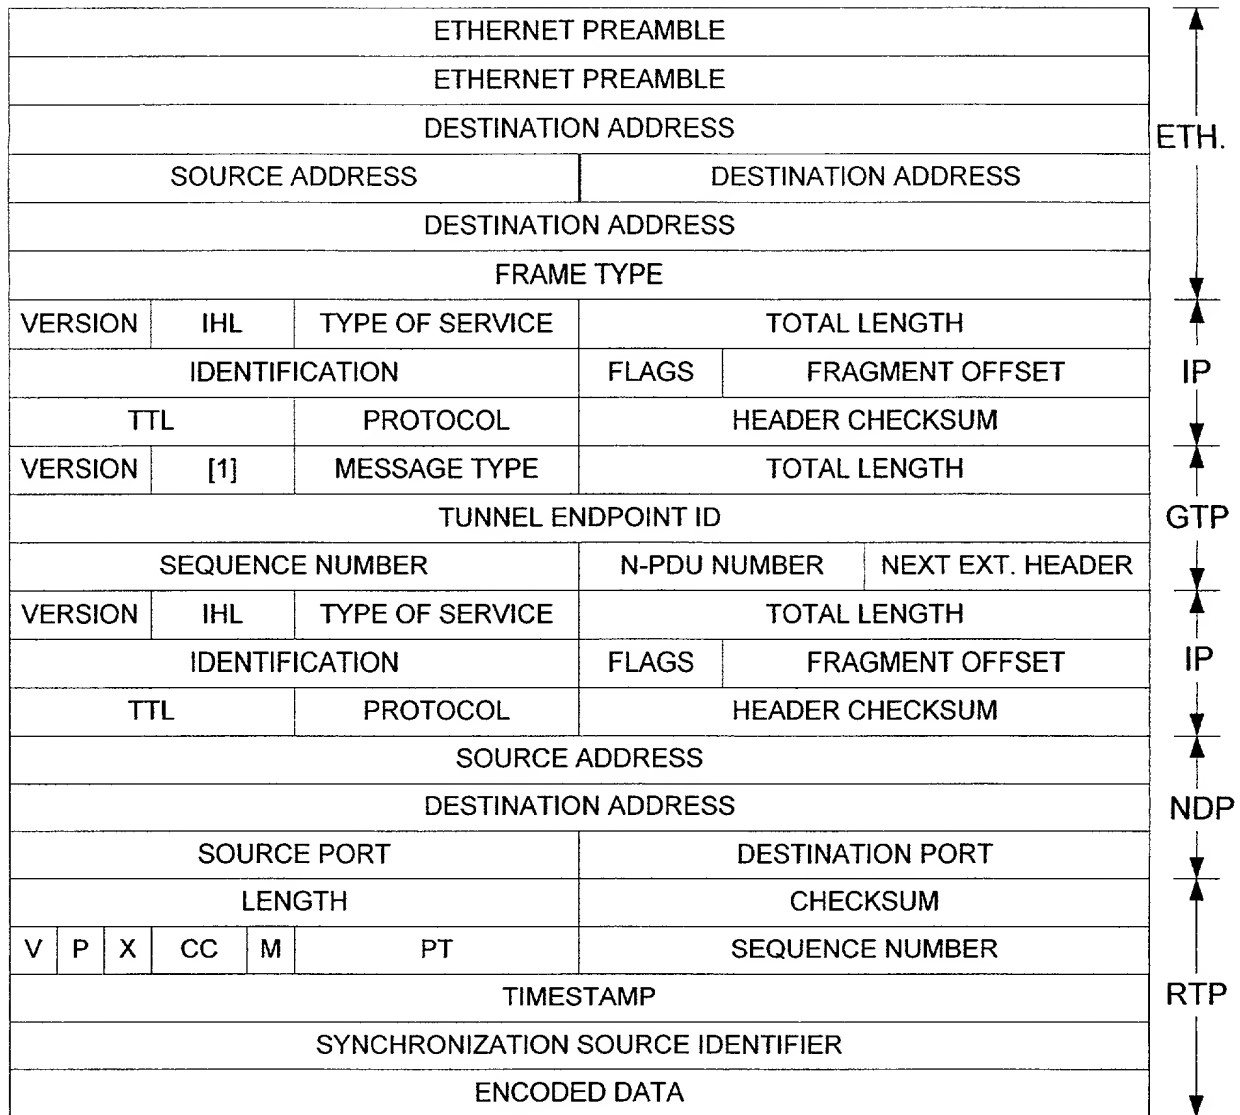 ETHERNET PREAMBLE
ETHERNET PREAMBLE
DESTINATION ADDRESS
ETH.
SOURCE ADDRESS DESTINATION ADDRESS
DESTINATION ADDRESS
FRAME TYPE
VERSION IHL TYPE OF SERVICE TOTAL LENGTH
IDENTIFICATION FLAGS FRAGMENT OFFSET IP
TTL PROTOCOL HEADER CHECKSUM
VERSION [1] MESSAGE TYPE TOTAL LENGTH
TUNNEL ENDPOINT ID GTP
SEQUENCE NUMBER N-PDU NUMBER NEXT EXT. HEADER
VERSION IHL TYPE OF SERVICE TOTAL LENGTH
IDENTIFICATION FLAGS FRAGMENT OFFSET IP
TTL PROTOCOL HEADER CHECKSUM
SOURCE ADDRESS
DESTINATION ADDRESS NDP
SOURCE PORT DESTINATION PORT
LENGTH CHECKSUM
V P X CC M PT SEQUENCE NUMBER
TIMESTAMP RTP
SYNCHRONIZATION SOURCE IDENTIFIER
ENCODED DATA